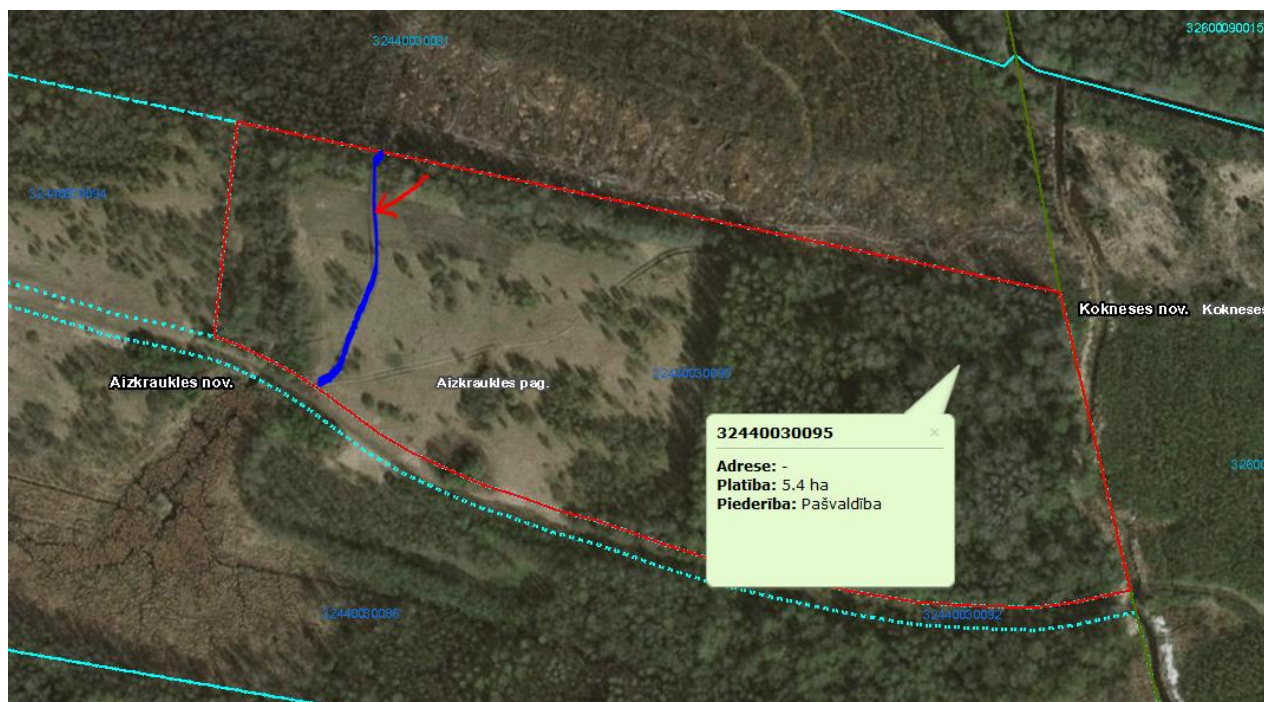 32600090015
32440030081
32440030094
Kokneses nov. Kokneses
Aizkraukles nov.
Aizkraukles pag.
32440030095
32440030095
Adrese: -
Platība: 5.4 ha
Piederība: Pašvaldība
32600
32440030086
32440030092